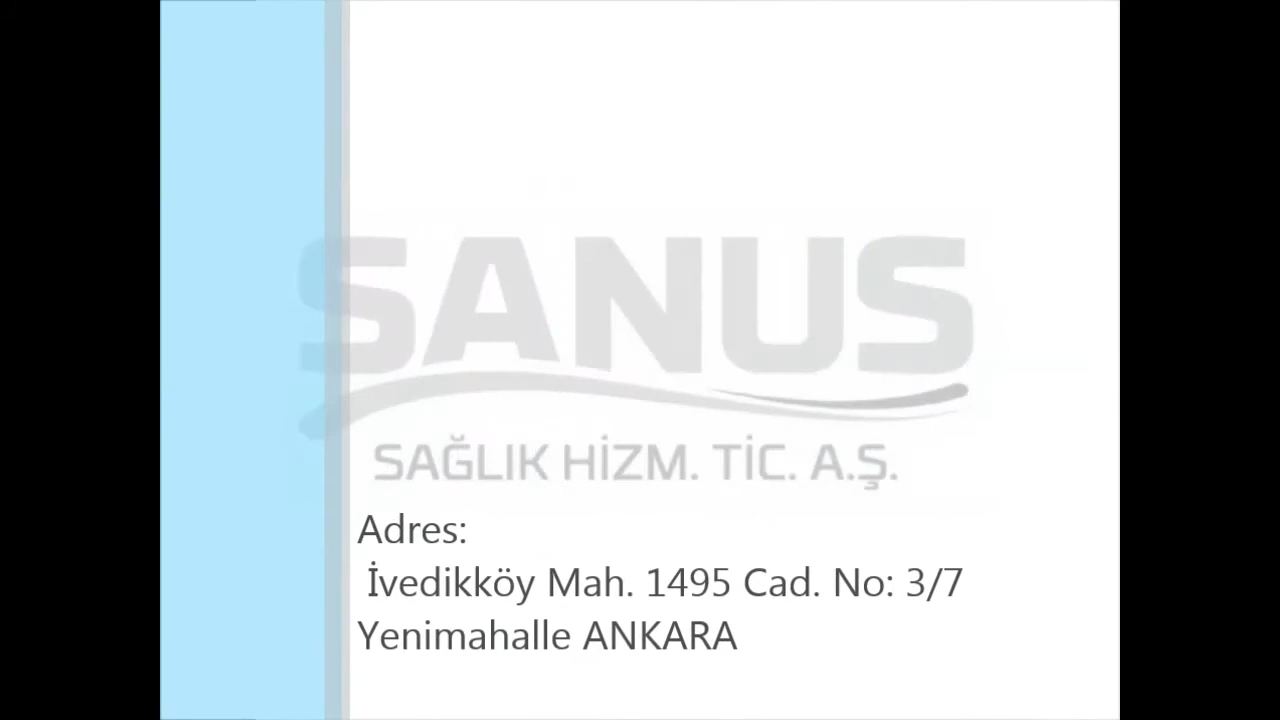 SANUS
SAĞLIK HİZM. TİC. A.Ş.
Adres:
İvedikköy Mah. 1495 Cad. No: 3/7
Yenimahalle ANKARA